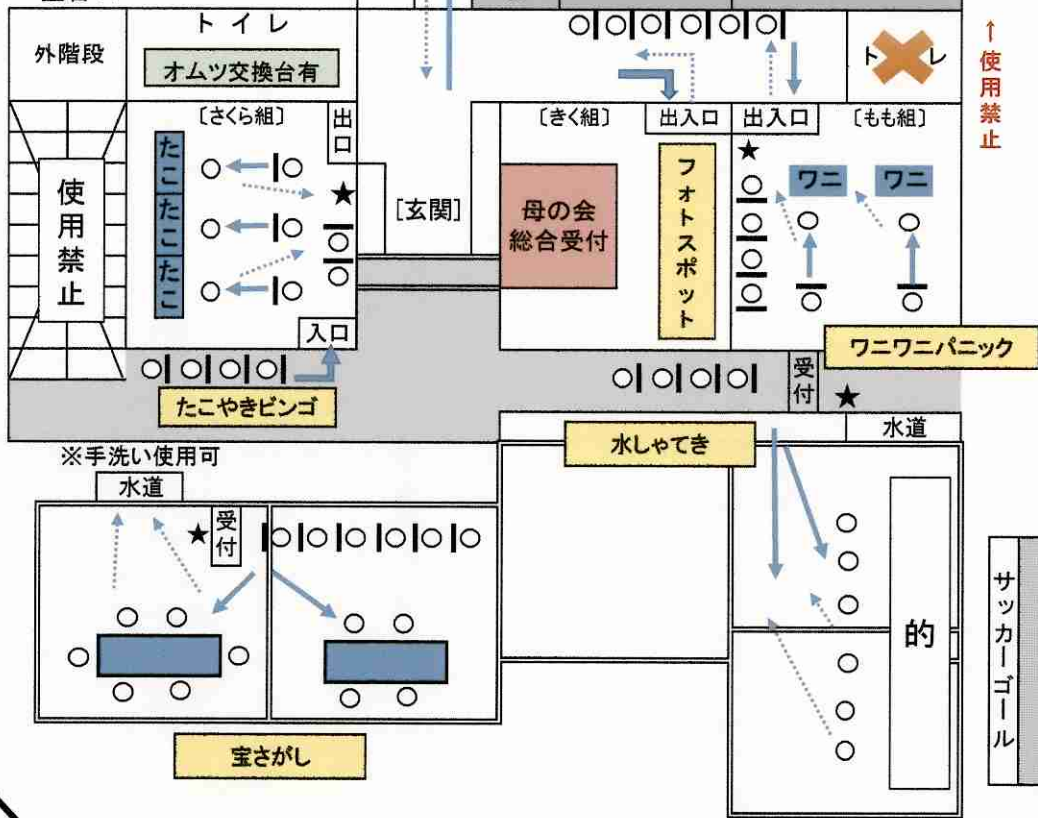 トイレ
外階段
オムツ交換台有
ト レ
↑使用禁止
〔さくら組〕
出口
〔きく組〕
出入口
出入口
〔もも組〕
★
たこ
たこ
たこ
★
使用禁止
[玄関]
母の会
総合受付
フォトスポット
ワニ
ワニ
入口
ワニワニパニック
たこやきビンゴ
受付
★
水しゃてき
水道
※手洗い使用可
水道
★
受付
的
サッカーゴール
宝さがし